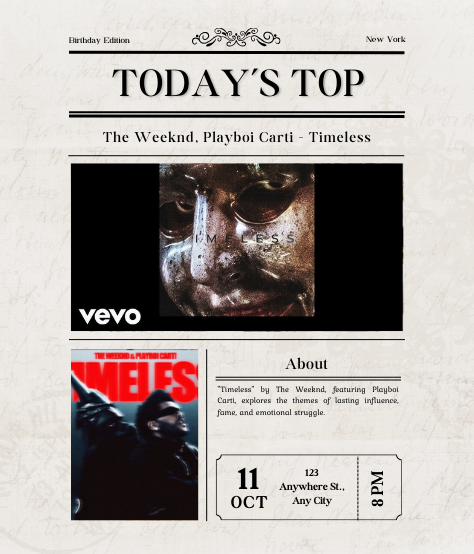 Birthday Edition
New York
TODAY'S TOP
The Weeknd, Playboi Carti - Timeless
TIMELESS
vevo
THE WEEKND & PLAYBOI CARTI
IMELESS
About
"Timeless" by The Weeknd, featuring Playboi
Carti, explores the themes of lasting influence,
fame, and emotional struggle.
11
OCT
123
Anywhere St.,
Any City
8 PM